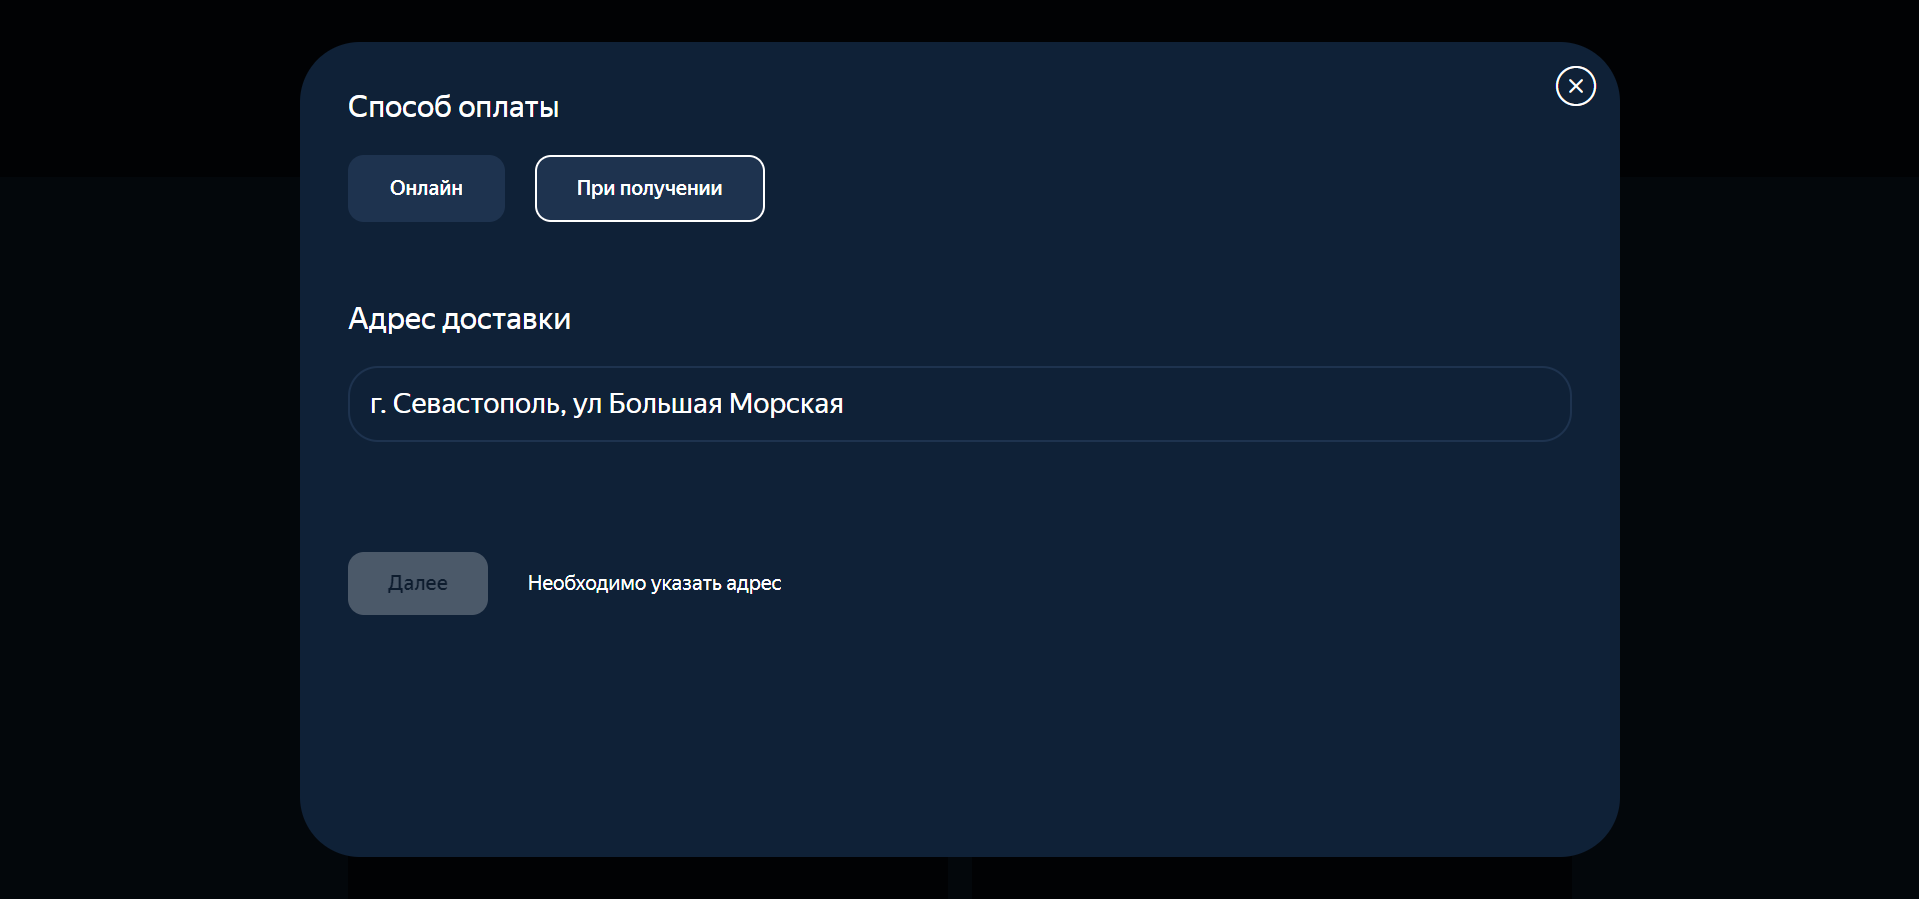 Способ оплаты
Онлайн
При получении
Адрес доставки
г. Севастополь, ул Большая Морская
Далее
Необходимо указать адрес